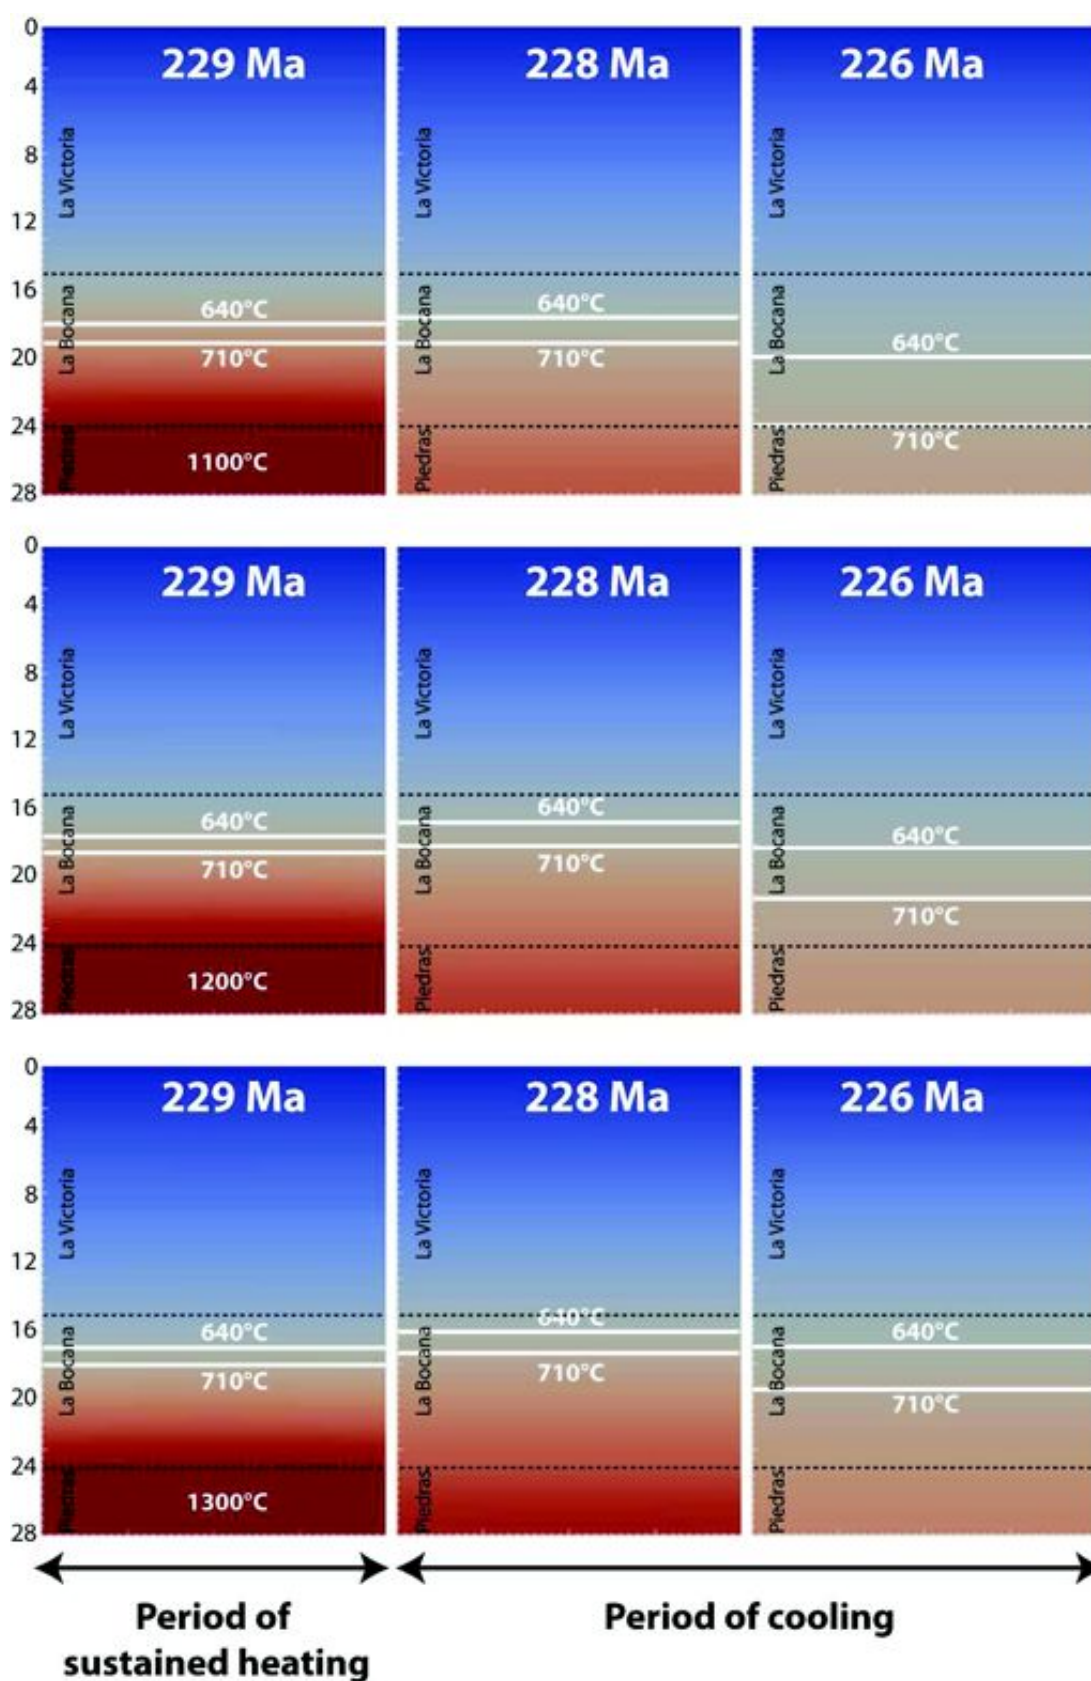 229 Ma
228 Ma
226 Ma
0
4
8
12
16
20
24
28
La Victoria
La Bocana
Piedras
640°C
710°C
1100°C
La Victoria
La Bocana
Piedras
640°C
710°C
La Victoria
La Bocana
Piedras
640°C
710°C
229 Ma
228 Ma
226 Ma
0
4
8
12
16
20
24
28
La Victoria
La Bocana
Piedras
640°C
710°C
1200°C
La Victoria
La Bocana
Piedras
640°C
710°C
La Victoria
La Bocana
Piedras
640°C
710°C
229 Ma
228 Ma
226 Ma
0
4
8
12
16
20
24
28
La Victoria
La Bocana
Piedras
640°C
710°C
1300°C
La Victoria
La Bocana
Piedras
640°C
710°C
La Victoria
La Bocana
Piedras
640°C
710°C
Period of
sustained heating
Period of cooling